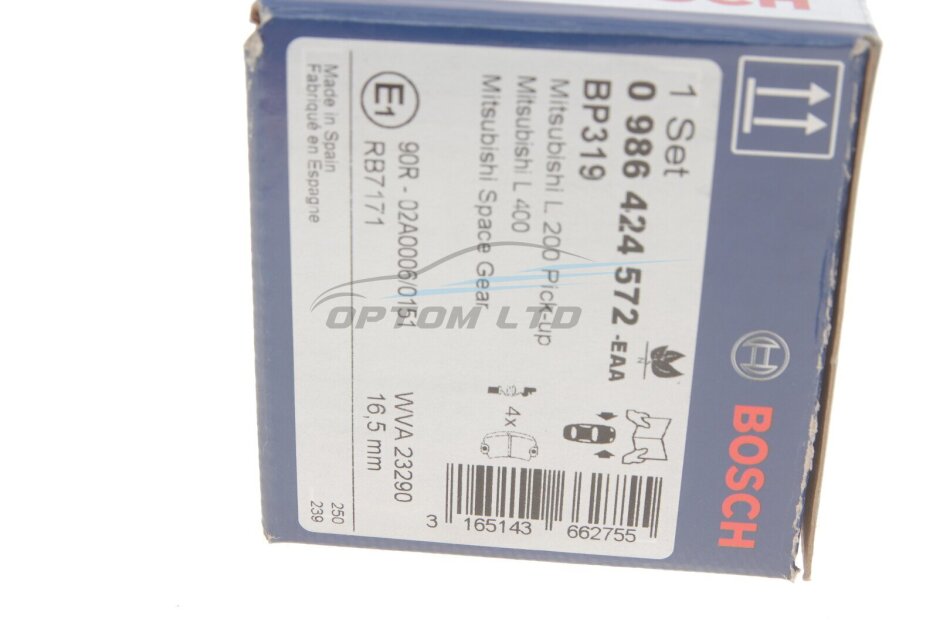 BOSCH
1 Set
0 986 424 572 -EAA
BP319
Mitsubishi L 200 Pick-up
Mitsubishi L 400
Mitsubishi Space Gear
4x
N
E1
90R - 02A0006/0151
RB7171
WVA 23290
16,5 mm
Made in Spain
Fabriqué en Espagne
250
239
3 165143 662755
BOSCH
OPTOM LTD